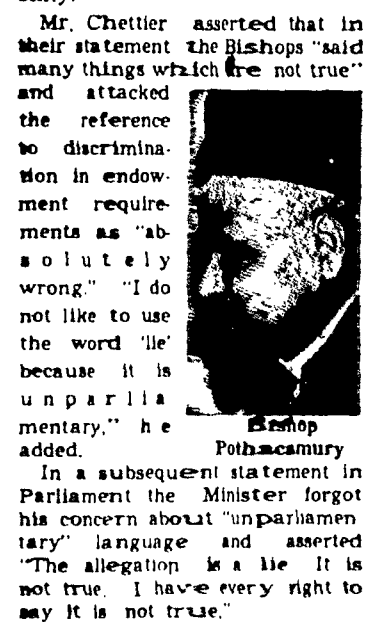 Mr. Chettier asserted that in
their statement the Bishops "said
many things which are not true"
and attacked
the reference
to discrimina-
tion in endow-
ment require-
ments as "ab-
solutely
wrong." "I do
not like to use
the word 'lie'
because it is
unparlia
mentary," he
added.
Bishop
Pothacamury
In a subsequent statement in
Parliament the Minister forgot
his concern about "unparliamen
tary" language and asserted
"The allegation is a lie It is
not true. I have every right to
say it is not true."